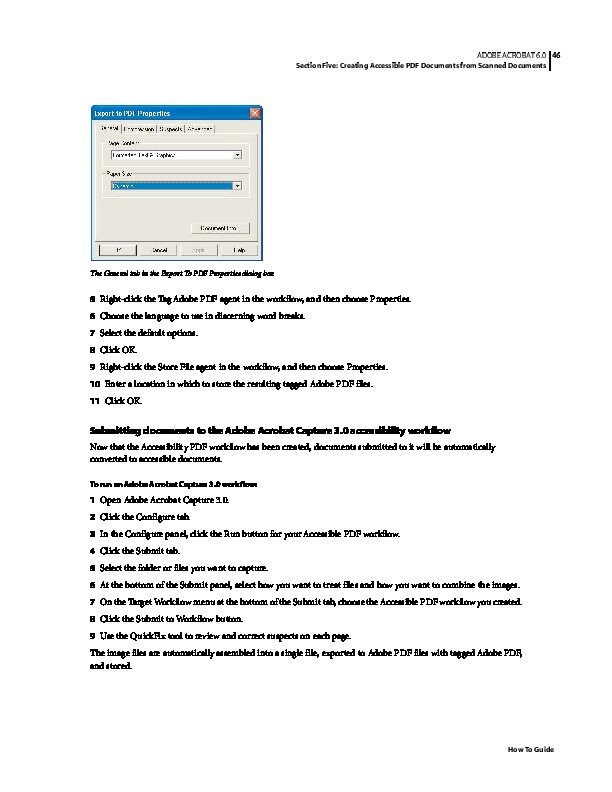 ADOBE ACROBAT 6.0 46
Section Five: Creating Accessible PDF Documents from Scanned Documents
Export to PDF Properties
General Compression Suspects Advanced
Page Content
Formatted Text & Graphics
Paper Size
Dynamic
Document Info...
OK Cancel Apply Help
The General tab in the Export To PDF Properties dialog box
5 Right-click the Tag Adobe PDF agent in the workflow, and then choose Properties.
6 Choose the language to use in discerning word breaks.
7 Select the default options.
8 Click OK.
9 Right-click the Store File agent in the workflow, and then choose Properties.
10 Enter a location in which to store the resulting tagged Adobe PDF files.
11 Click OK.
Submitting documents to the Adobe Acrobat Capture 3.0 accessibility workflow
Now that the Accessibility PDF workflow has been created, documents submitted to it will be automatically
converted to accessible documents.
To run an Adobe Acrobat Capture 3.0 workflow:
1 Open Adobe Acrobat Capture 3.0.
2 Click the Configure tab.
3 In the Configure panel, click the Run button for your Accessible PDF workflow.
4 Click the Submit tab.
5 Select the folder or files you want to capture.
6 At the bottom of the Submit panel, select how you want to treat files and how you want to combine the images.
7 On the Target Workflow menu at the bottom of the Submit tab, choose the Accessible PDF workflow you created.
8 Click the Submit to Workflow button.
9 Use the QuickFix tool to review and correct suspects on each page.
The image files are automatically assembled into a single file, exported to Adobe PDF files with tagged Adobe PDF,
and stored.
How To Guide